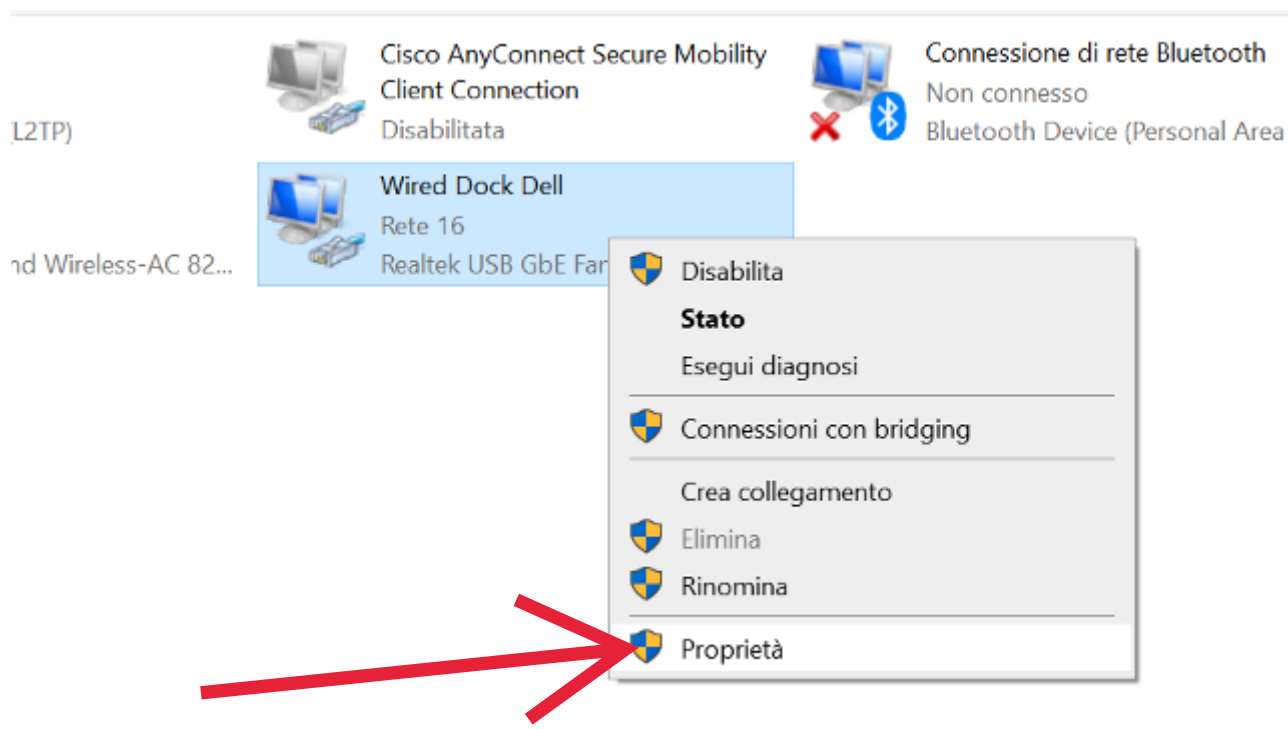 Cisco AnyConnect Secure Mobility
Client Connection
Disabilitata
Connessione di rete Bluetooth
Non connesso
Bluetooth Device (Personal Area
L2TP)
Wired Dock Dell
Rete 16
Realtek USB GbE Far
nd Wireless-AC 82...
Disabilita
Stato
Esegui diagnosi
Connessioni con bridging
Crea collegamento
Elimina
Rinomina
Proprietà